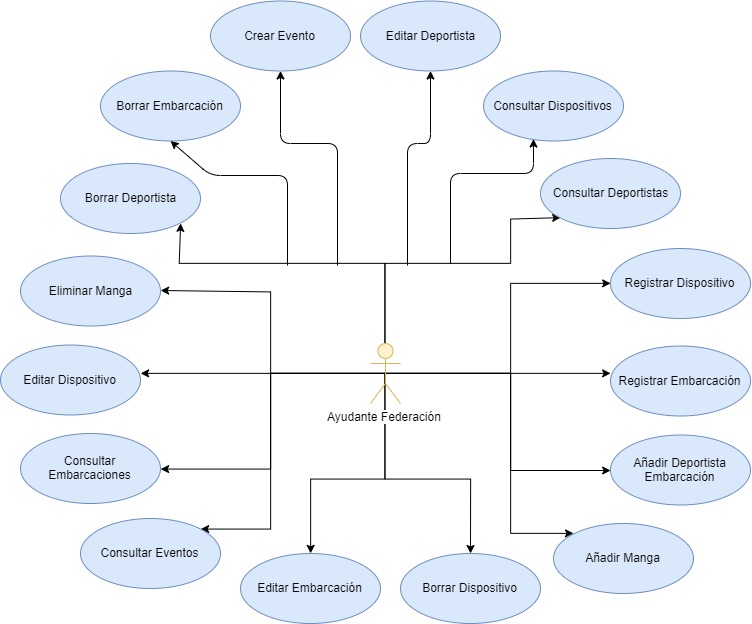 Crear Evento
Editar Deportista
Borrar Embarcación
Consultar Dispositivos
Borrar Deportista
Consultar Deportistas
Eliminar Manga
Registrar Dispositivo
Editar Dispositivo
Registrar Embarcación
Ayudante Federación
Consultar
Embarcaciones
Añadir Deportista
Embarcación
Consultar Eventos
Añadir Manga
Editar Embarcación
Borrar Dispositivo